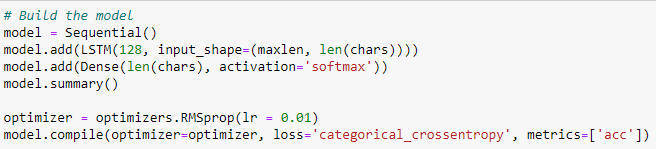 # Build the model
model = Sequential()
model.add(LSTM(128, input_shape=(maxlen, len(chars))))
model.add(Dense(len(chars), activation='softmax'))
model.summary()
optimizer = optimizers.RMSprop(lr = 0.01)
model.compile(optimizer=optimizer, loss='categorical_crossentropy', metrics=['acc'])